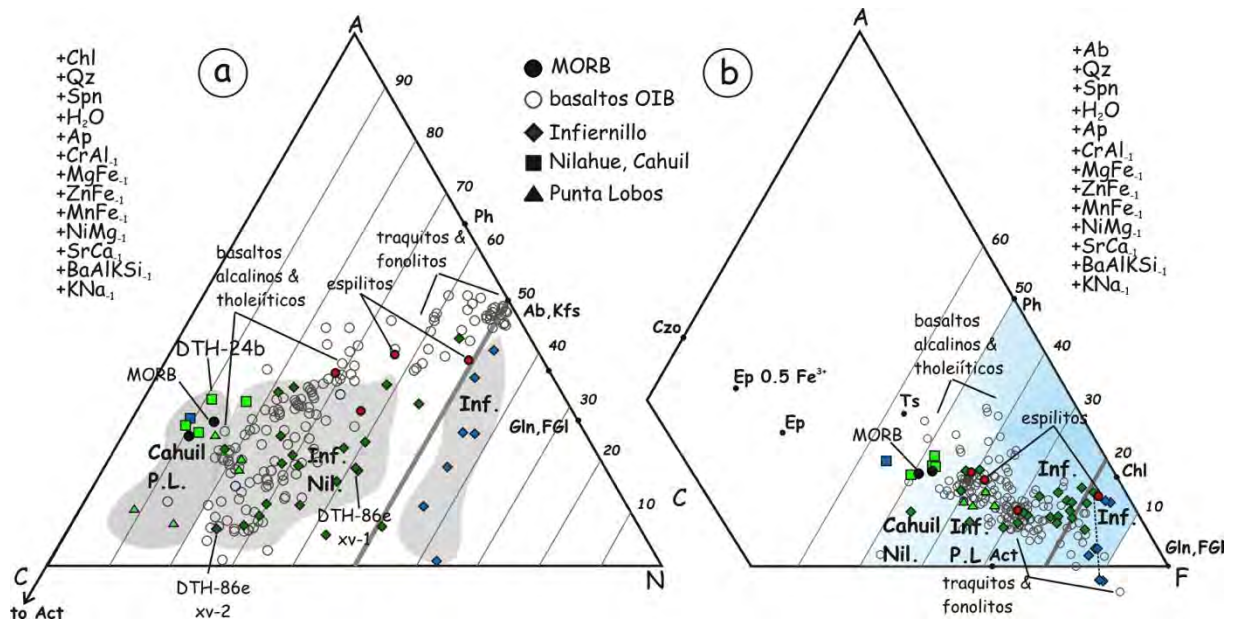 A
a
+Chl
+Qz
+Spn
+H₂O
+Ap
+CrAl₋₁
+MgFe₋₁
+ZnFe₋₁
+MnFe₋₁
+NiMg₋₁
+SrCa₋₁
+BaAlKSi₋₁
+KNa₋₁
90
80
70
Ph
60
50
Ab,Kfs
40
30
Gln,FGl
20
10
basaltos
alcalinos &
tholeiíticos
traquitos &
fonolitos
espilitos
DTH-24b
MORB
Cahuil
P.L.
Inf.
Nil.
Inf.
DTH-86e
xv-1
DTH-86e
xv-2
C
to Act
N
MORB
basaltos OIB
Infiernillo
Nilahue, Cahuil
Punta Lobos
A
b
+Ab
+Qz
+Spn
+H₂O
+Ap
+CrAl₋₁
+MgFe₋₁
+ZnFe₋₁
+MnFe₋₁
+NiMg₋₁
+SrCa₋₁
+BaAlKSi₋₁
+KNa₋₁
60
50
Ph
40
30
20
Chl
10
Gln,FGl
F
Czo
Ep 0.5 Fe³⁺
Ep
Ts
basaltos
alcalinos &
tholeiíticos
espilitos
MORB
Inf.
Inf.
Cahuil
Nil.
Inf.
P.L.
Act
C
traquitos &
fonolitos